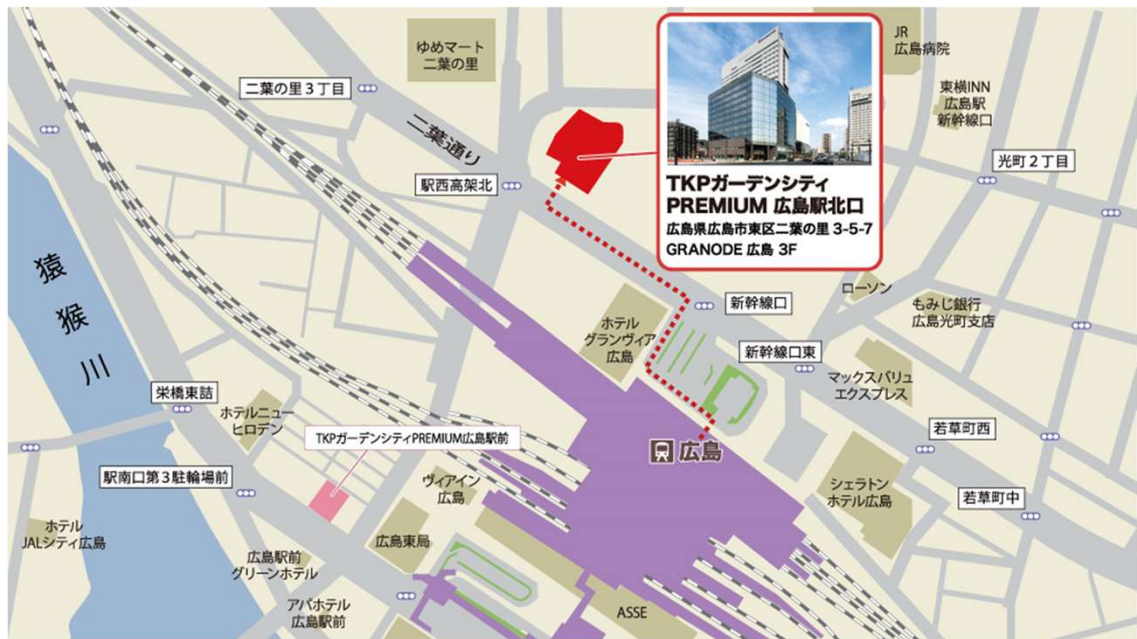 ゆめマート
二葉の里
JR
広島病院
二葉の里3丁目
東横INN
広島駅
新幹線口
二葉通り
光町2丁目
駅西高架北
TKPガーデンシティ
PREMIUM 広島駅北口
広島県広島市東区二葉の里 3-5-7
GRANODE 広島 3F
猿猴川
ローソン
新幹線口
もみじ銀行
広島光町支店
ホテル
グランヴィア
広島
新幹線口東
マックスバリュ
エクスプレス
栄橋東詰
ホテルニュー
ヒロデン
TKPガーデンシティPREMIUM広島駅前
広島
若草町西
駅南口第3駐輪場前
ヴィアイン
広島
シェラトン
ホテル広島
若草町中
ホテル
JALシティ広島
広島東局
広島駅前
グリーンホテル
アパホテル
広島駅前
ASSE